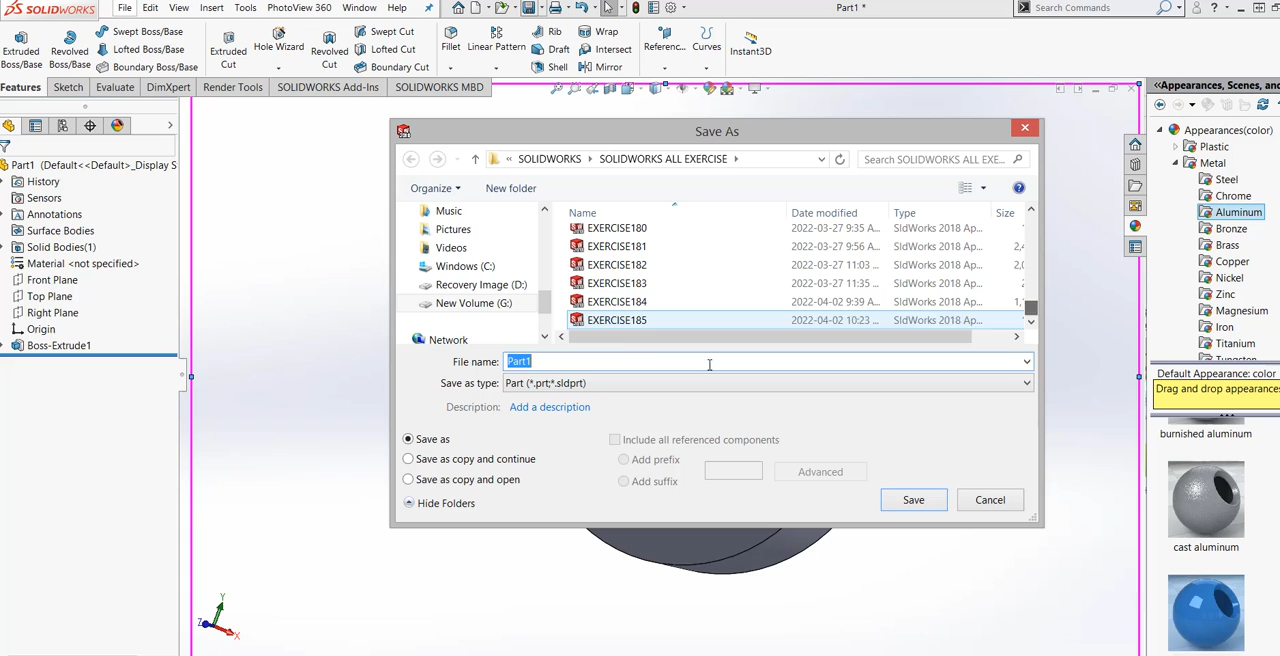 SOLIDWORKS File Edit View Insert Tools PhotoView 360 Window Help Part1 * Search Commands
Extruded Boss/Base
Revolved Boss/Base
Swept Boss/Base
Lofted Boss/Base
Boundary Boss/Base
Extruded Cut
Hole Wizard
Revolved Cut
Swept Cut
Lofted Cut
Boundary Cut
Fillet
Linear Pattern
Rib
Draft
Shell
Wrap
Intersect
Mirror
Referenc...
Curves
Instant3D
Features Sketch Evaluate DimXpert Render Tools SOLIDWORKS Add-Ins SOLIDWORKS MBD
Part1 (Default<<Default>_Display S
History
Sensors
Annotations
Surface Bodies
Solid Bodies(1)
Material <not specified>
Front Plane
Top Plane
Right Plane
Origin
Boss-Extrude1
Save As
« SOLIDWORKS SOLIDWORKS ALL EXERCISE
Search SOLIDWORKS ALL EXE...
Organize New folder
Music
Pictures
Videos
Windows (C:)
Recovery Image (D:)
New Volume (G:)
Network
Name Date modified Type Size
EXERCISE180 2022-03-27 9:35 A... SldWorks 2018 Ap...
EXERCISE181 2022-03-27 9:56 A... SldWorks 2018 Ap... 2,4
EXERCISE182 2022-03-27 11:03 ... SldWorks 2018 Ap... 2,0
EXERCISE183 2022-03-27 11:35 ... SldWorks 2018 Ap... 2
EXERCISE184 2022-04-02 9:39 A... SldWorks 2018 Ap... 1,
EXERCISE185 2022-04-02 10:23 ... SldWorks 2018 Ap...
File name: Part1
Save as type: Part (*.prt;*.sldprt)
Description: Add a description
Save as
Save as copy and continue
Save as copy and open
Include all referenced components
Add prefix
Add suffix
Advanced
Hide Folders
Save Cancel
«Appearances, Scenes, and
Appearances(color)
Plastic
Metal
Steel
Chrome
Aluminum
Bronze
Brass
Copper
Nickel
Zinc
Magnesium
Iron
Titanium
Tungsten
Default Appearance: color
Drag and drop appearances
burnished aluminum
cast aluminum
Y
Z
X